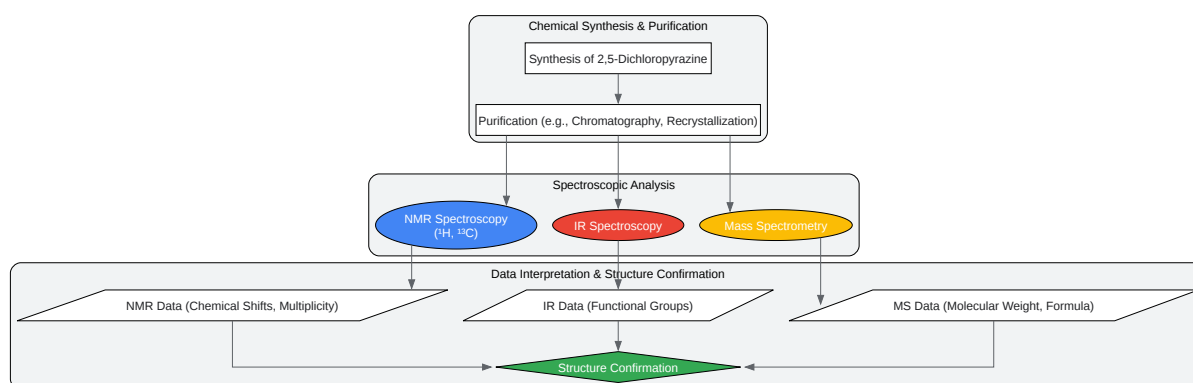 Chemical Synthesis & Purification
Synthesis of 2,5-Dichloropyrazine
Purification (e.g., Chromatography, Recrystallization)
Spectroscopic Analysis
NMR Spectroscopy
(¹H, ¹³C)
IR Spectroscopy
Mass Spectrometry
Data Interpretation & Structure Confirmation
NMR Data (Chemical Shifts, Multiplicity)
IR Data (Functional Groups)
MS Data (Molecular Weight, Formula)
Structure Confirmation